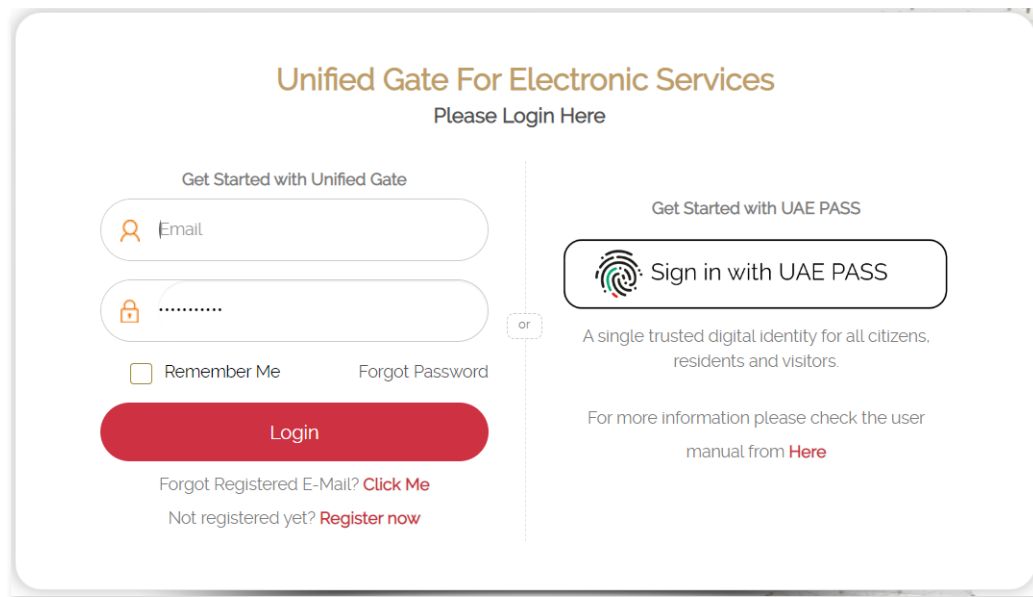 Unified Gate For Electronic Services
Please Login Here
Get Started with Unified Gate
Email
...........
Remember Me
Forgot Password
Login
Forgot Registered E-Mail? Click Me
Not registered yet? Register now
or
Get Started with UAE PASS
Sign in with UAE PASS
A single trusted digital identity for all citizens,
residents and visitors.
For more information please check the user
manual from Here